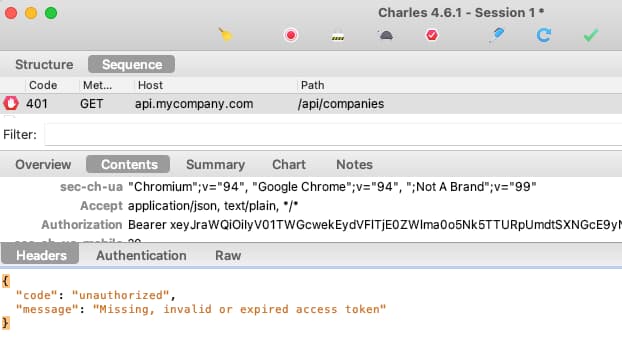 Charles 4.6.1 - Session 1 *
Structure Sequence
Code Met... Host Path
401 GET api.mycompany.com /api/companies
Filter:
Overview Contents Summary Chart Notes
sec-ch-ua "Chromium";v="94", "Google Chrome";v="94", ";Not A Brand";v="99"
Accept application/json, text/plain, */*
Authorization Bearer
Headers Authentication Raw
{
"code": "unauthorized",
"message": "Missing, invalid or expired access token"
}